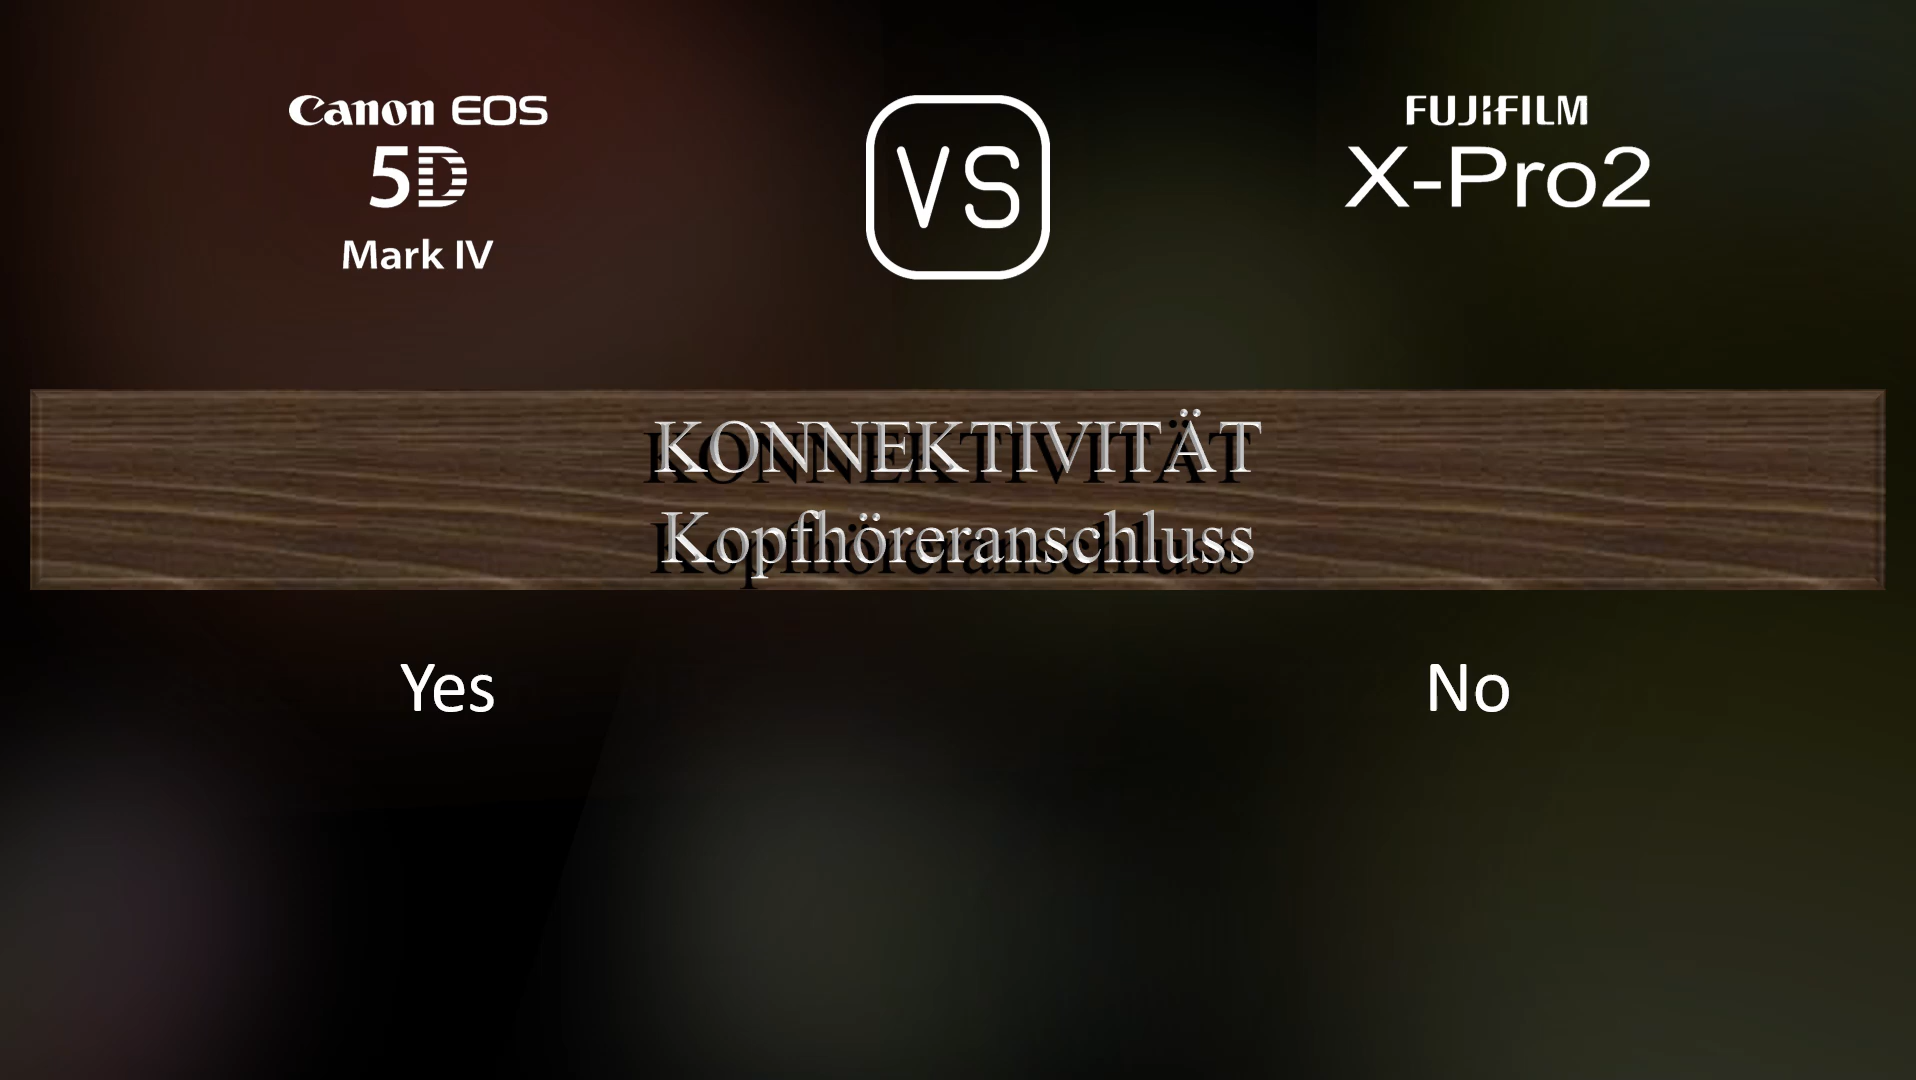 Canon EOS
5D
Mark IV
VS
FUJIFILM
X-Pro2
KONNEKTIVITÄT
Kopfhöreranschluss
Yes
No